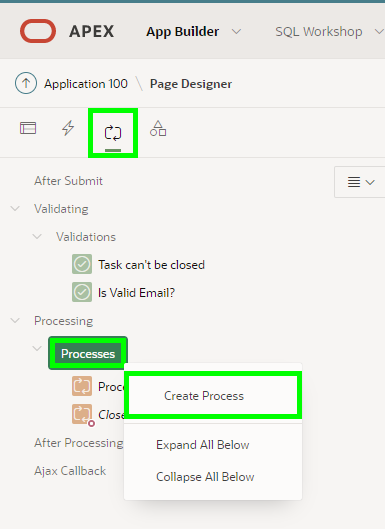 APEX App Builder SQL Workshop
Application 100 \ Page Designer
After Submit
Validating
Validations
Task can't be closed
Is Valid Email?
Processing
Processes
Proce
Create Process
Close
After Processing
Expand All Below
Ajax Callback
Collapse All Below